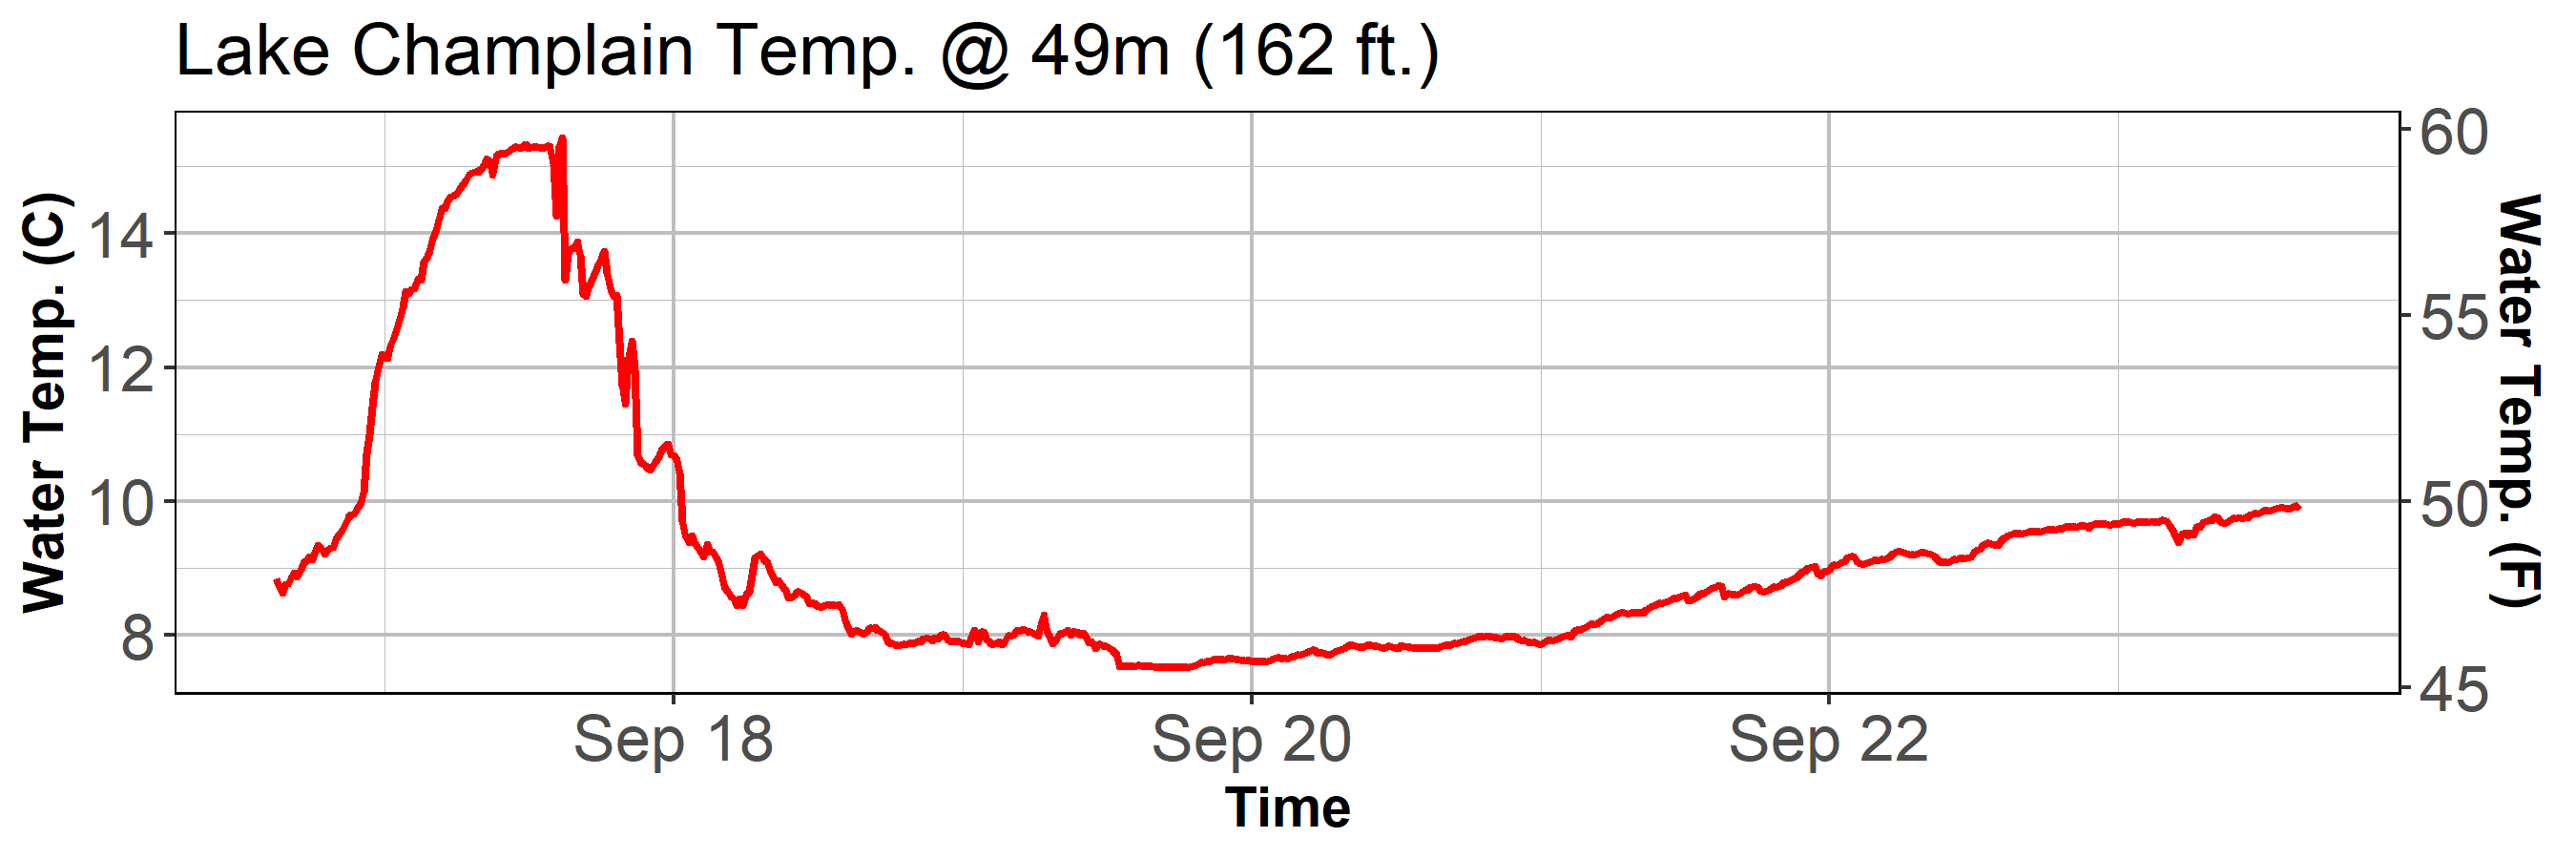 Lake Champlain Temp. @ 49m (162 ft.)
Water Temp. (C)
14
12
10
8
60
55
50
45
Water Temp. (F)
Sep 18
Sep 20
Sep 22
Time